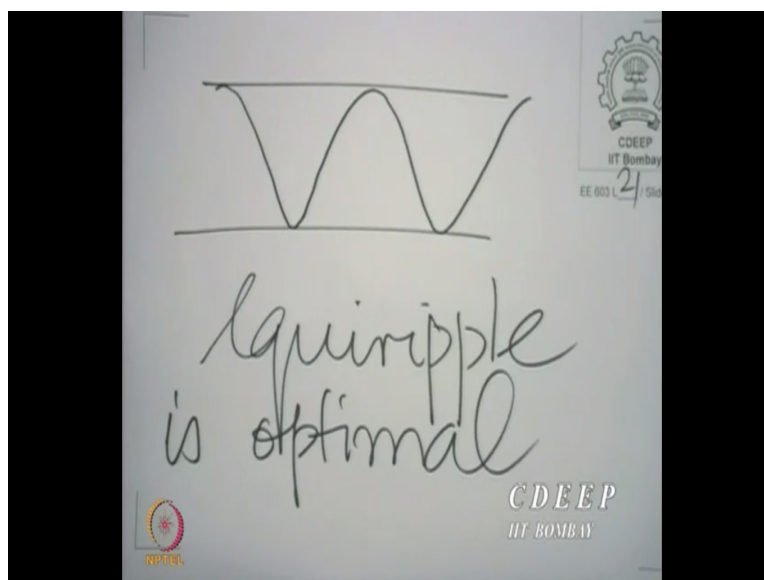 CDEEP
IIT Bombay
EE 603 L 21 / Slid
Equiripple
is optimal
CDEEP
IIT BOMBAY
NPTEL